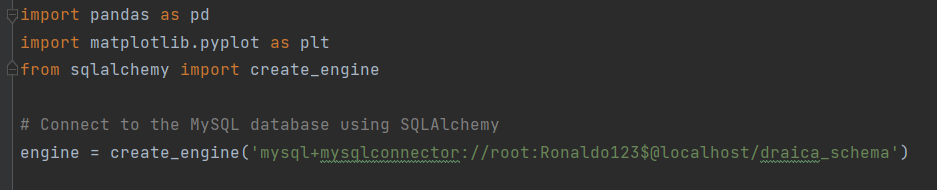 import pandas as pd
import matplotlib.pyplot as plt
from sqlalchemy import create_engine
# Connect to the MySQL database using SQLAlchemy
engine = create_engine('mysql+mysqlconnector://root:Ronaldo123$@localhost/draica_schema')